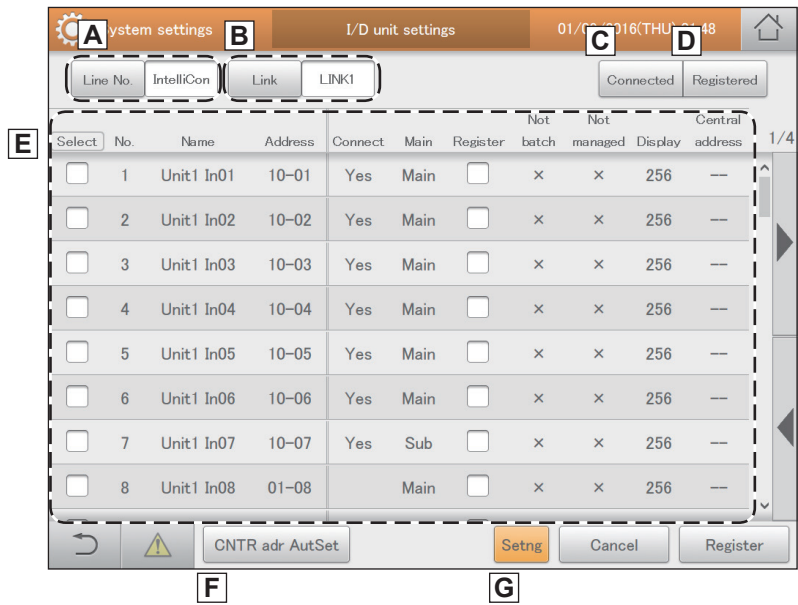 A
B
C
D
ystem settings
I/D unit settings
2016(THU)
48
Line No.
IntelliCon
Link
LINK1
Connected
Registered
E
Select
No.
Name
Address
Connect
Main
Register
Not batch
Not managed
Display
Central address
1/4
1 Unit1 In01 10-01 Yes Main × × 256 --
2 Unit1 In02 10-02 Yes Main × × 256 --
3 Unit1 In03 10-03 Yes Main × × 256 --
4 Unit1 In04 10-04 Yes Main × × 256 --
5 Unit1 In05 10-05 Yes Main × × 256 --
6 Unit1 In06 10-06 Yes Main × × 256 --
7 Unit1 In07 10-07 Yes Sub × × 256 --
8 Unit1 In08 01-08 Main × × 256 --
CNTR adr AutSet
Setng
Cancel
Register
F
G